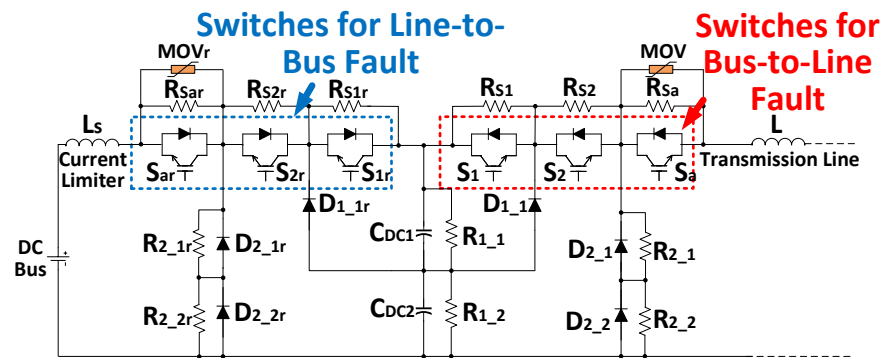 Switches for Line-to-
Bus Fault
Switches for
Bus-to-Line
Fault
MOVr
MOV
RSar
RS2r
RS1r
RS1
RS2
RSa
LS
L
Current
Limiter
Sar
S2r
S1r
S1
S2
Sa
Transmission Line
D1_1r
D1_1
R2_1r
D2_1r
CDC1
R1_1
D2_1
R2_1
DC
Bus
R2_2r
D2_2r
CDC2
R1_2
D2_2
R2_2